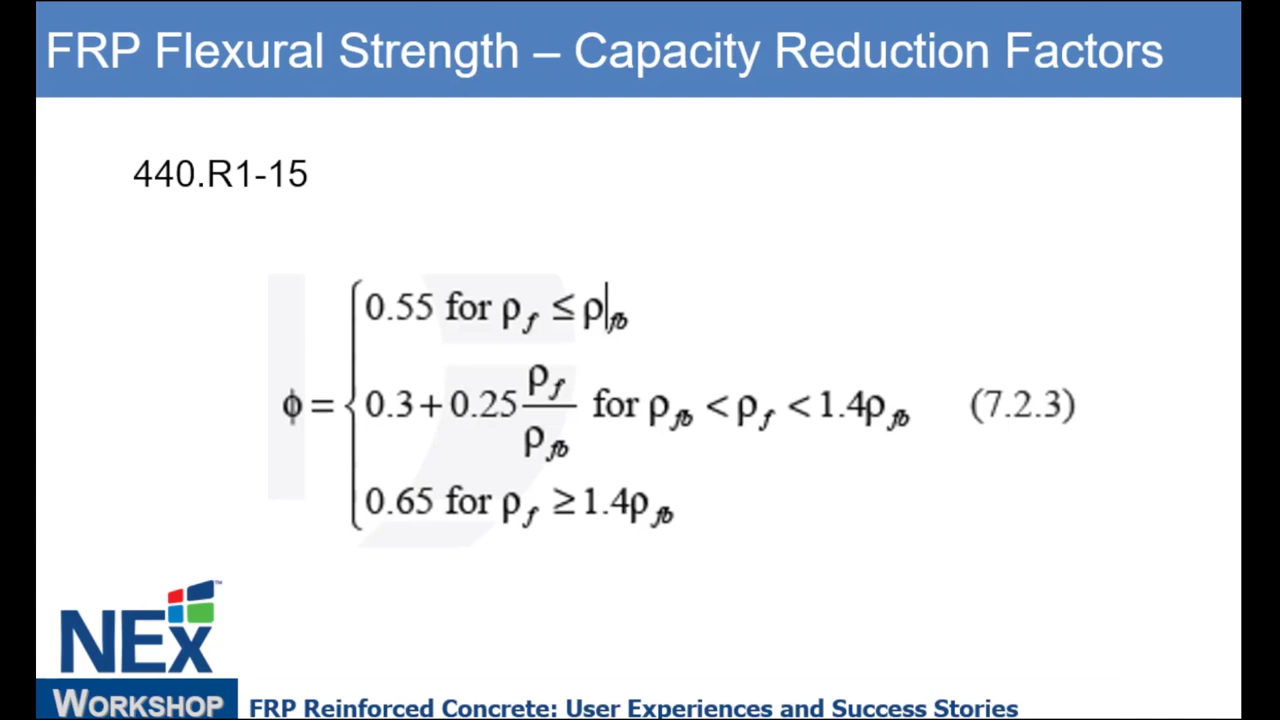 FRP Flexural Strength – Capacity Reduction Factors
440.R1-15
0.55 for ρf ≤ ρfb
ϕ = { 0.3 + 0.25 ρf/ρfb for ρfb < ρf < 1.4ρfb (7.2.3)
0.65 for ρf ≥ 1.4ρfb
NEx™
WORKSHOP
FRP Reinforced Concrete: User Experiences and Success Stories